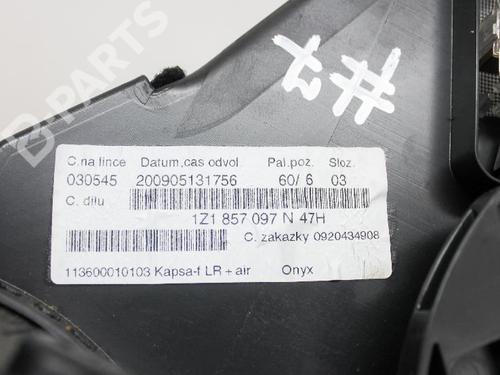 B-PARTS
#7
C.na lince Datum,cas odvol. Pal.poz. Sloz.
030545 200905131756 60/ 6 03
C. dilu
1Z1 857 097 N 47H
C. zakazky 0920434908
113600010103 Kapsa-f LR + air Onyx